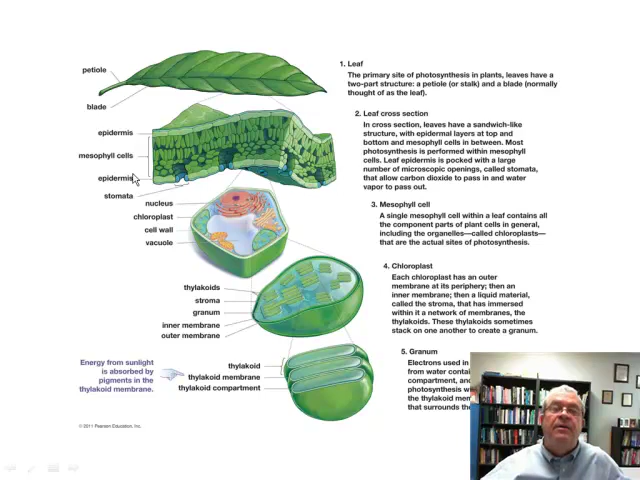 petiole
blade
epidermis
mesophyll cells
epidermis
stomata
nucleus
chloroplast
cell wall
vacuole
thylakoids
stroma
granum
inner membrane
outer membrane
Energy from sunlight
is absorbed by
pigments in the
thylakoid membrane.
thylakoid
thylakoid membrane
thylakoid compartment
© 2011 Pearson Education, Inc.
1. Leaf
The primary site of photosynthesis in plants, leaves have a
two-part structure: a petiole (or stalk) and a blade (normally
thought of as the leaf).
2. Leaf cross section
In cross section, leaves have a sandwich-like
structure, with epidermal layers at top and
bottom and mesophyll cells in between. Most
photosynthesis is performed within mesophyll
cells. Leaf epidermis is pocked with a large
number of microscopic openings, called stomata,
that allow carbon dioxide to pass in and water
vapor to pass out.
3. Mesophyll cell
A single mesophyll cell within a leaf contains all
the component parts of plant cells in general,
including the organelles—called chloroplasts—
that are the actual sites of photosynthesis.
4. Chloroplast
Each chloroplast has an outer
membrane at its periphery; then an
inner membrane; then a liquid material,
called the stroma, that has immersed
within it a network of membranes, the
thylakoids. These thylakoids sometimes
stack on one another to create a granum.
5. Granum
Electrons used in
from water
compartment,
photosynthesis
the thylakoid
that surrounds